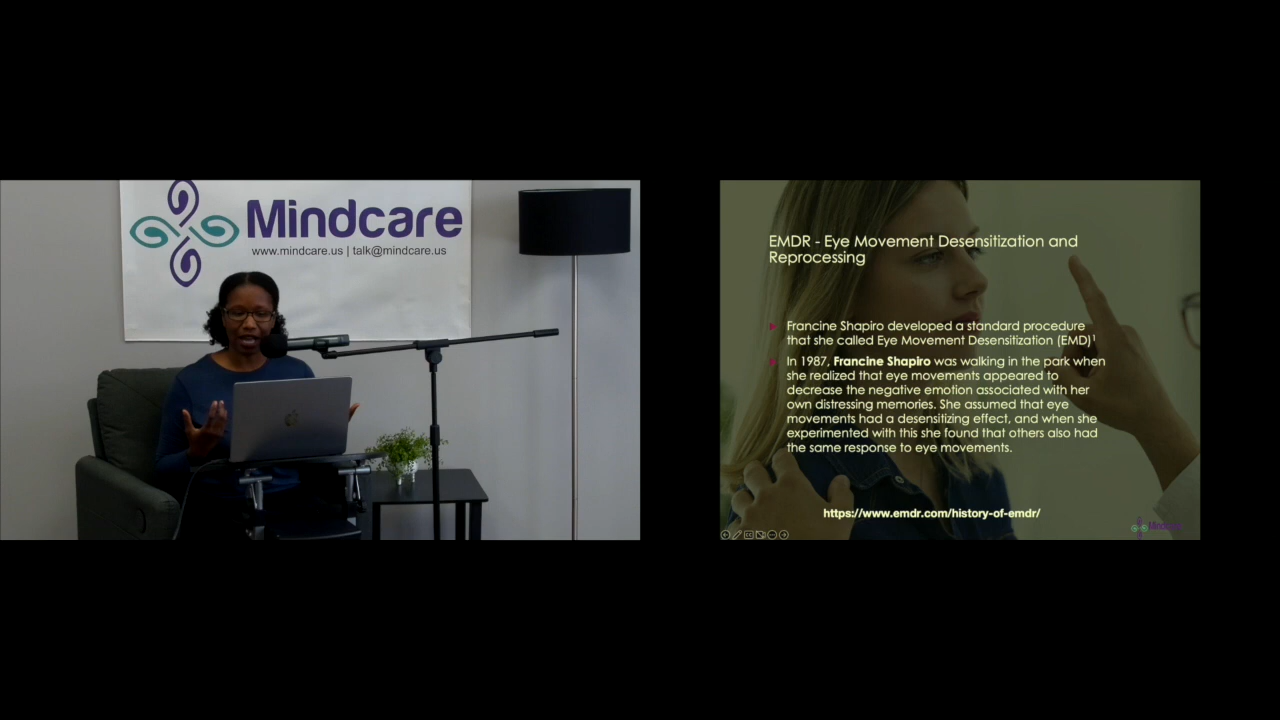 Mindcare
www.mindcare.us | talk@mindcare.us
EMDR - Eye Movement Desensitization and
Reprocessing
Francine Shapiro developed a standard procedure
that she called Eye Movement Desensitization (EMD)1
In 1987, Francine Shapiro was walking in the park when
she realized that eye movements appeared to
decrease the negative emotion associated with her
own distressing memories. She assumed that eye
movements had a desensitizing effect, and when she
experimented with this she found that others also had
the same response to eye movements.
https://www.emdr.com/history-of-emdr/
Mindcare